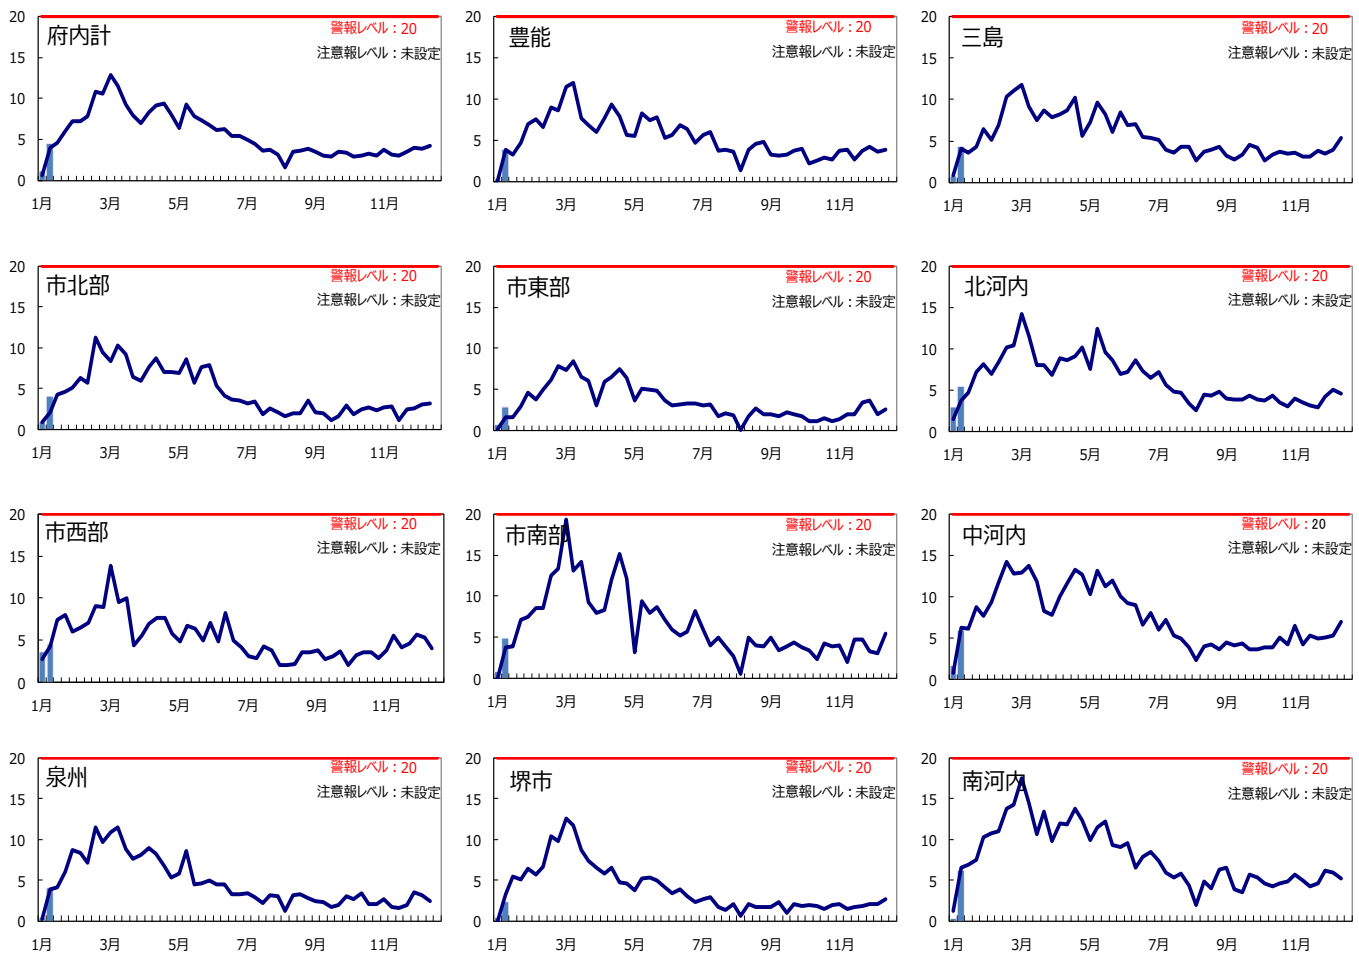 府内計
警報レベル：20
注意報レベル：未設定
20
15
10
5
0
1月 3月 5月 7月 9月 11月
豊能
警報レベル：20
注意報レベル：未設定
20
15
10
5
0
1月 3月 5月 7月 9月 11月
三島
警報レベル：20
注意報レベル：未設定
20
15
10
5
0
1月 3月 5月 7月 9月 11月
市北部
警報レベル：20
注意報レベル：未設定
20
15
10
5
0
1月 3月 5月 7月 9月 11月
市東部
警報レベル：20
注意報レベル：未設定
20
15
10
5
0
1月 3月 5月 7月 9月 11月
北河内
警報レベル：20
注意報レベル：未設定
20
15
10
5
0
1月 3月 5月 7月 9月 11月
市西部
警報レベル：20
注意報レベル：未設定
20
15
10
5
0
1月 3月 5月 7月 9月 11月
市南部
警報レベル：20
注意報レベル：未設定
20
15
10
5
0
1月 3月 5月 7月 9月 11月
中河内
警報レベル：20
注意報レベル：未設定
20
15
10
5
0
1月 3月 5月 7月 9月 11月
泉州
警報レベル：20
注意報レベル：未設定
20
15
10
5
0
1月 3月 5月 7月 9月 11月
堺市
警報レベル：20
注意報レベル：未設定
20
15
10
5
0
1月 3月 5月 7月 9月 11月
南河内
警報レベル：20
注意報レベル：未設定
20
15
10
5
0
1月 3月 5月 7月 9月 11月